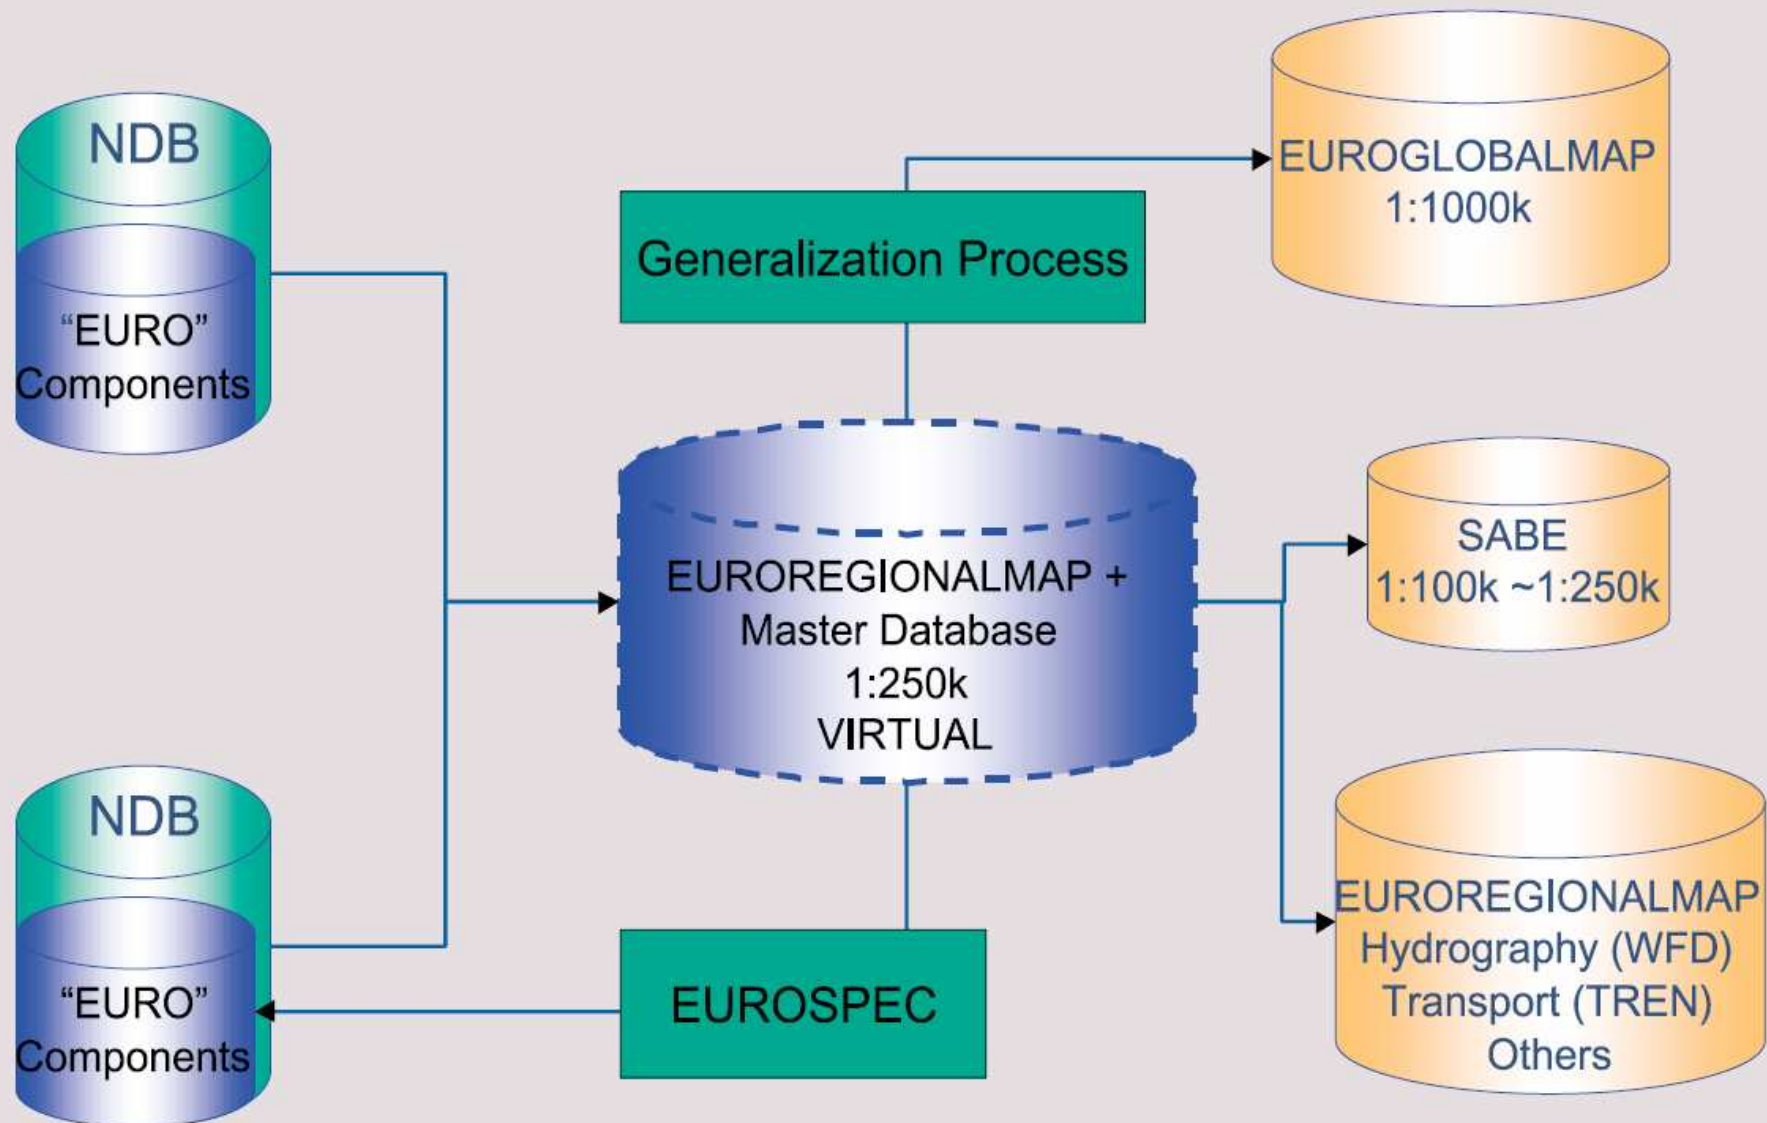 NDB
“EURO”
Components
Generalization Process
EUROGLOBALMAP
1:1000k
EUROREGIONALMAP +
Master Database
1:250k
VIRTUAL
SABE
1:100k ~1:250k
NDB
“EURO”
Components
EUROSPEC
EUROREGIONALMAP
Hydrography (WFD)
Transport (TREN)
Others